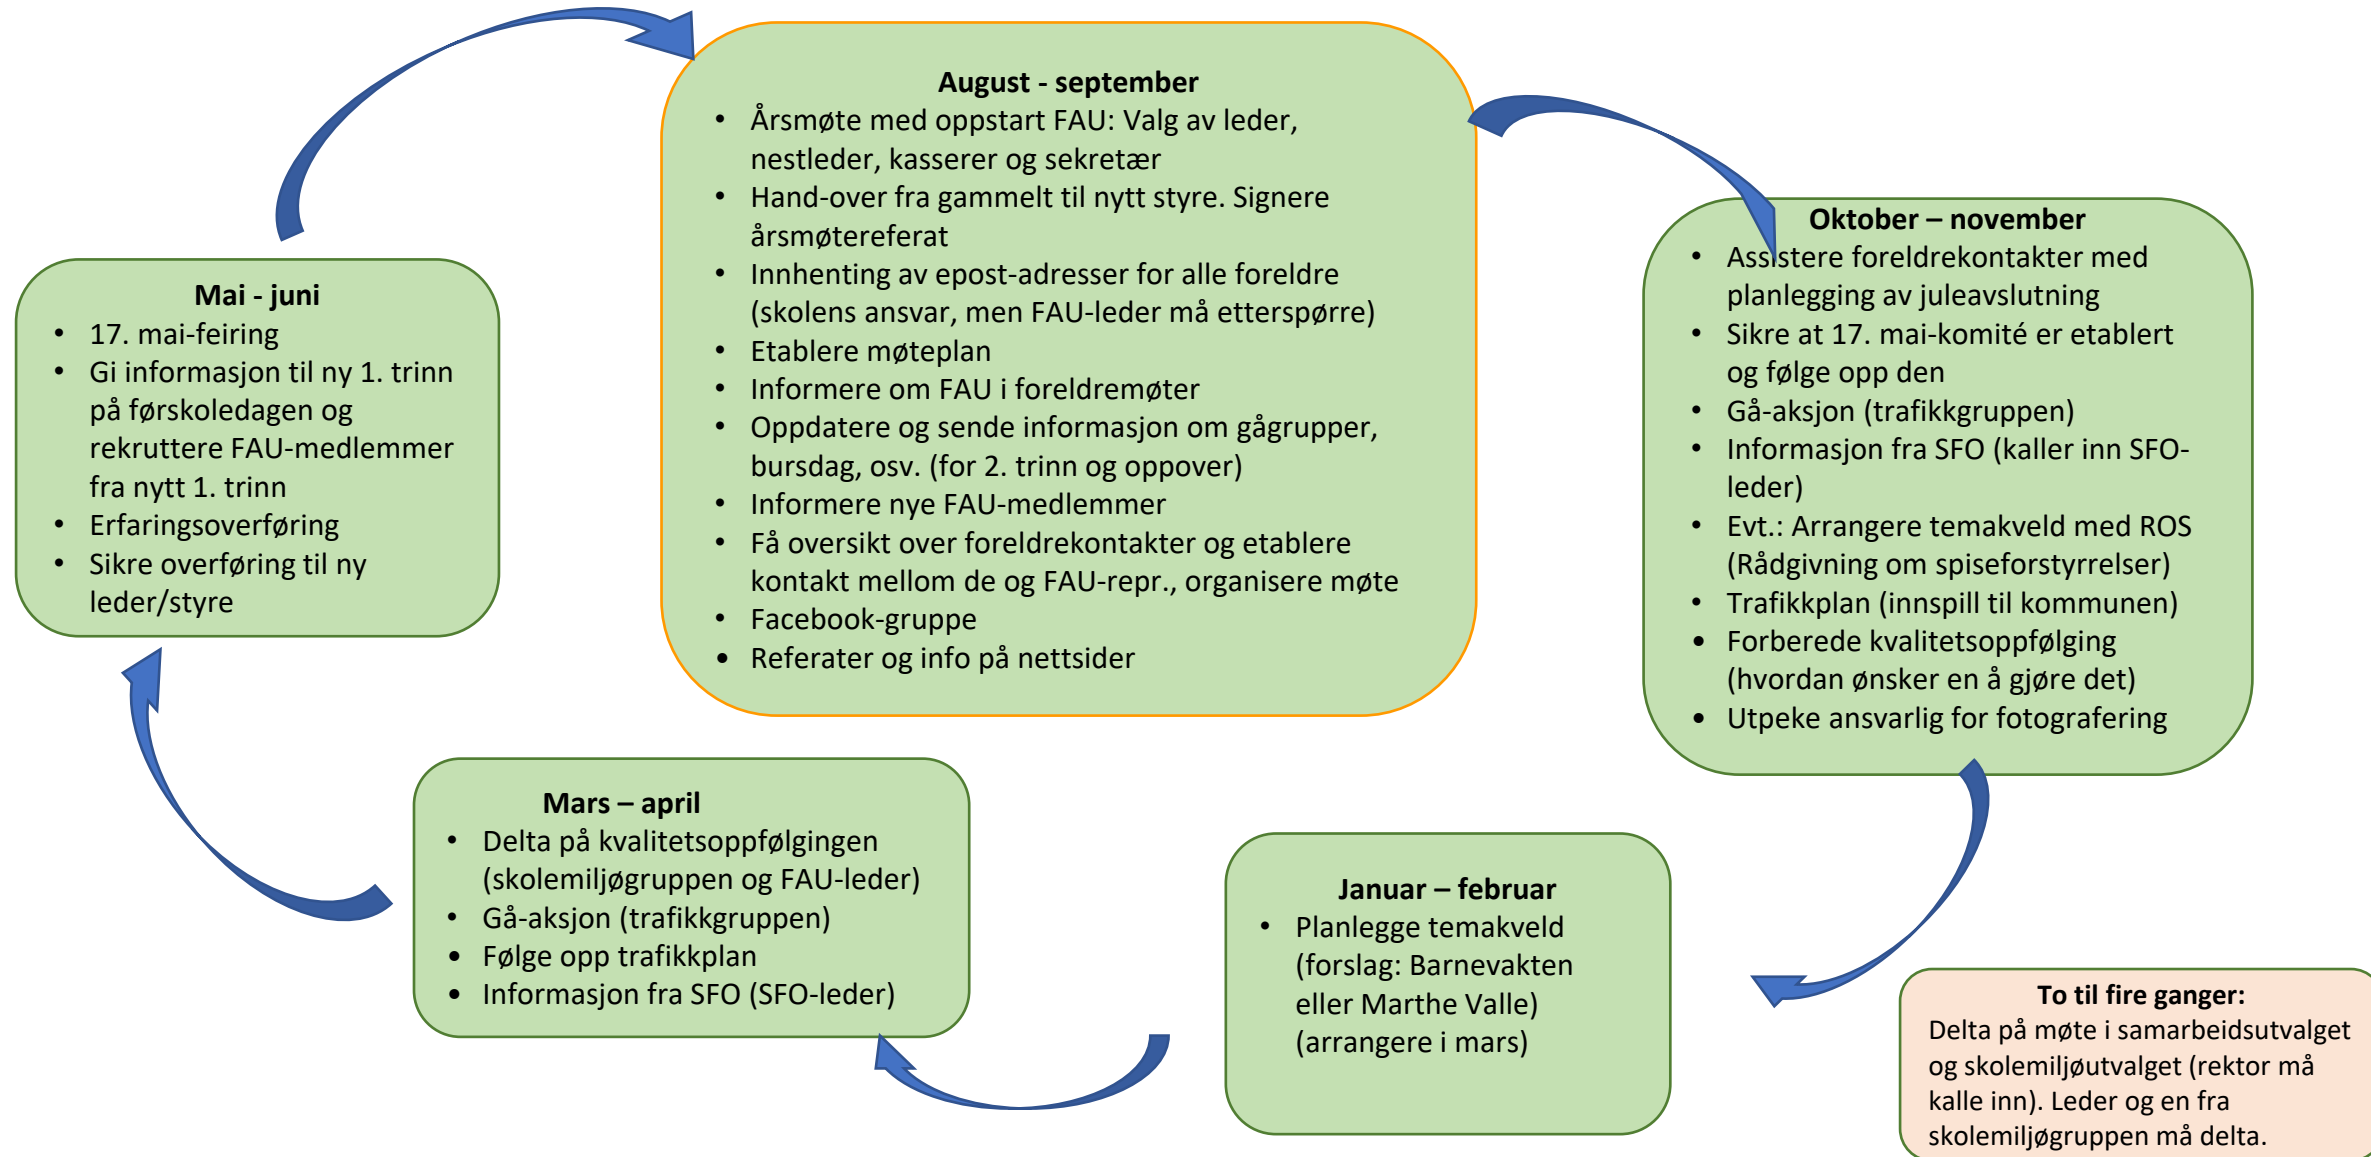 August - september
• Årsmøte med oppstart FAU: Valg av leder,
nestleder, kasserer og sekretær
• Hand-over fra gammelt til nytt styre. Signere
årsmøtereferat
• Innhenting av epost-adresser for alle foreldre
(skolens ansvar, men FAU-leder må etterspørre)
• Etablere møteplan
• Informere om FAU i foreldremøter
• Oppdatere og sende informasjon om gågrupper,
bursdag, osv. (for 2. trinn og oppover)
• Informere nye FAU-medlemmer
• Få oversikt over foreldrekontakter og etablere
kontakt mellom de og FAU-repr., organisere møte
• Facebook-gruppe
• Referater og info på nettsider
Oktober – november
• Assistere foreldrekontakter med
planlegging av juleavslutning
• Sikre at 17. mai-komité er etablert
og følge opp den
• Gå-aksjon (trafikkgruppen)
• Informasjon fra SFO (kaller inn SFO-
leder)
• Evt.: Arrangere temakveld med ROS
(Rådgivning om spiseforstyrrelser)
• Trafikkplan (innspill til kommunen)
• Forberede kvalitetsoppfølging
(hvordan ønsker en å gjøre det)
• Utpeke ansvarlig for fotografering
Januar – februar
• Planlegge temakveld
(forslag: Barnevakten
eller Marthe Valle)
(arrangere i mars)
Mars – april
• Delta på kvalitetsoppfølgingen
(skolemiljøgruppen og FAU-leder)
• Gå-aksjon (trafikkgruppen)
• Følge opp trafikkplan
• Informasjon fra SFO (SFO-leder)
Mai - juni
• 17. mai-feiring
• Gi informasjon til ny 1. trinn
på førskoledagen og
rekruttere FAU-medlemmer
fra nytt 1. trinn
• Erfaringsoverføring
• Sikre overføring til ny
leder/styre
To til fire ganger:
Delta på møte i samarbeidsutvalget
og skolemiljøutvalget (rektor må
kalle inn). Leder og en fra
skolemiljøgruppen må delta.